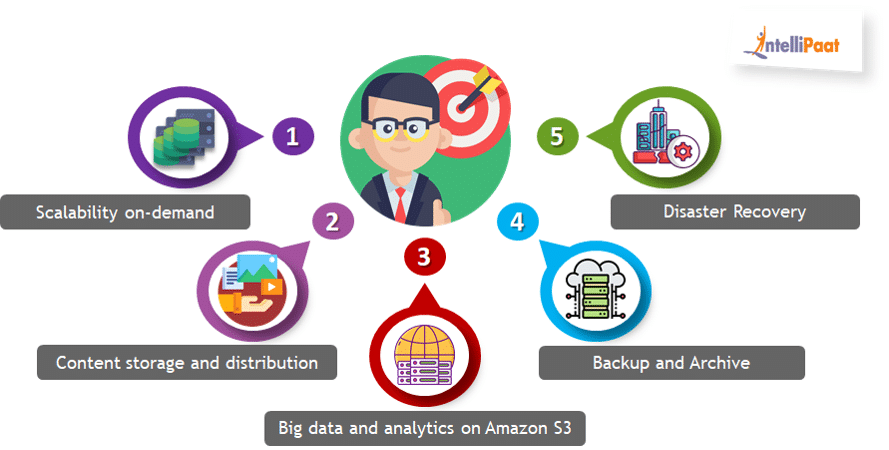 IntelliPaat
1
Scalability on-demand
2
Content storage and distribution
3
Big data and analytics on Amazon S3
4
Backup and Archive
5
Disaster Recovery